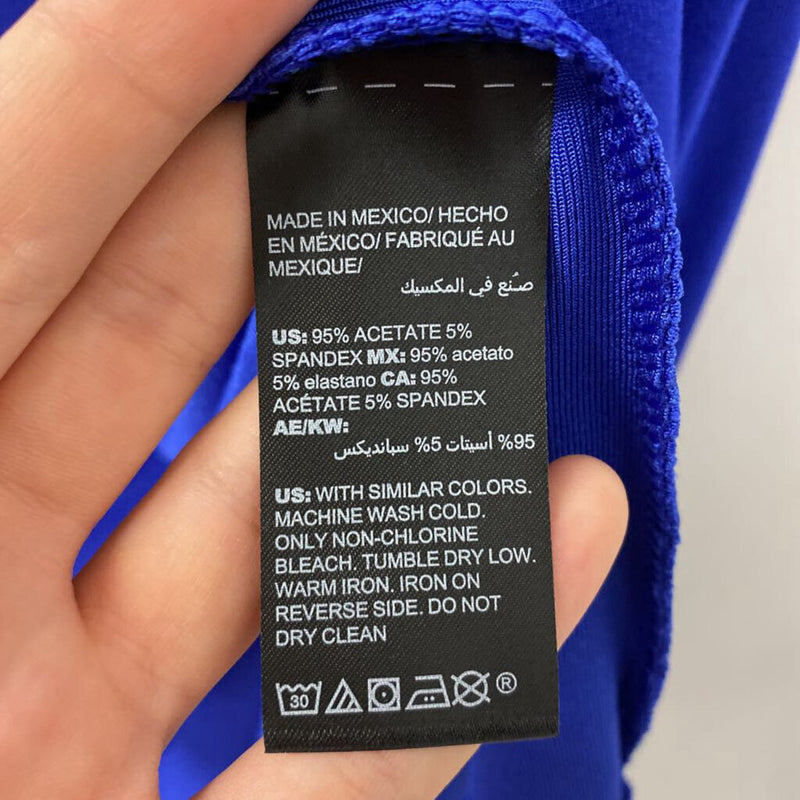 MADE IN MEXICO/ HECHO
EN MÉXICO/ FABRIQUÉ AU
MEXIQUE/
صُنع في المكسيك
US: 95% ACETATE 5%
SPANDEX MX: 95% acetato
5% elastano CA: 95%
ACÉTATE 5% SPANDEX
AE/KW:
95% أسيتات 5% سبانديكس
US: WITH SIMILAR COLORS.
MACHINE WASH COLD.
ONLY NON-CHLORINE
BLEACH. TUMBLE DRY LOW.
WARM IRON. IRON ON
REVERSE SIDE. DO NOT
DRY CLEAN
30 ®